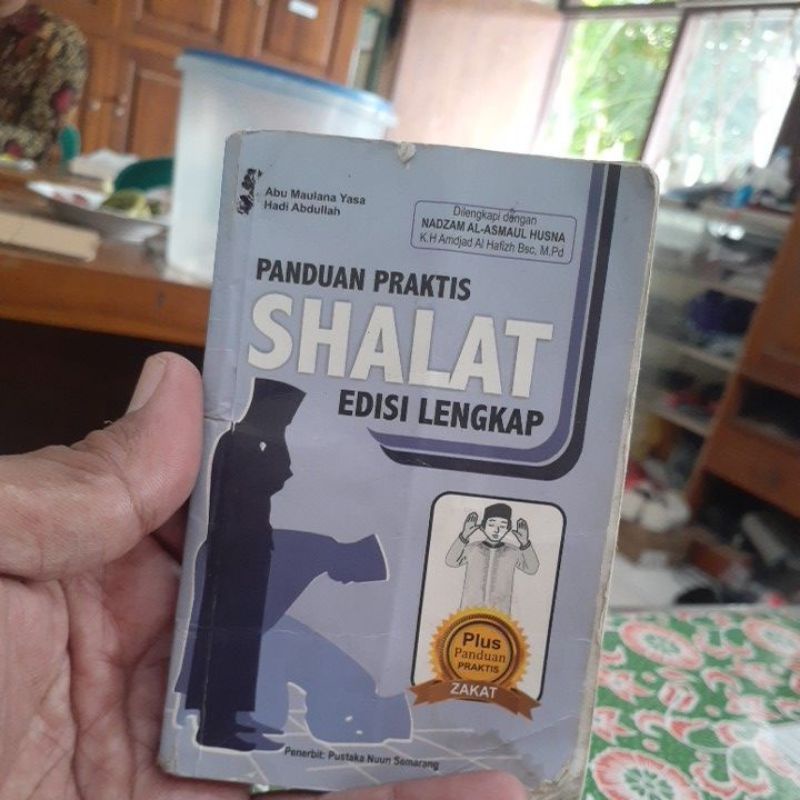 Abu Maulana Yasa
Hadi Abdullah
Dilengkapi dengan
NADZAM AL-ASMAUL HUSNA
K.H Amdjad Al Hafizh Bsc, M.Pd
PANDUAN PRAKTIS
SHALAT
EDISI LENGKAP
Plus
Panduan
PRAKTIS
ZAKAT
Penerbit: Pustaka Nuun Semarang